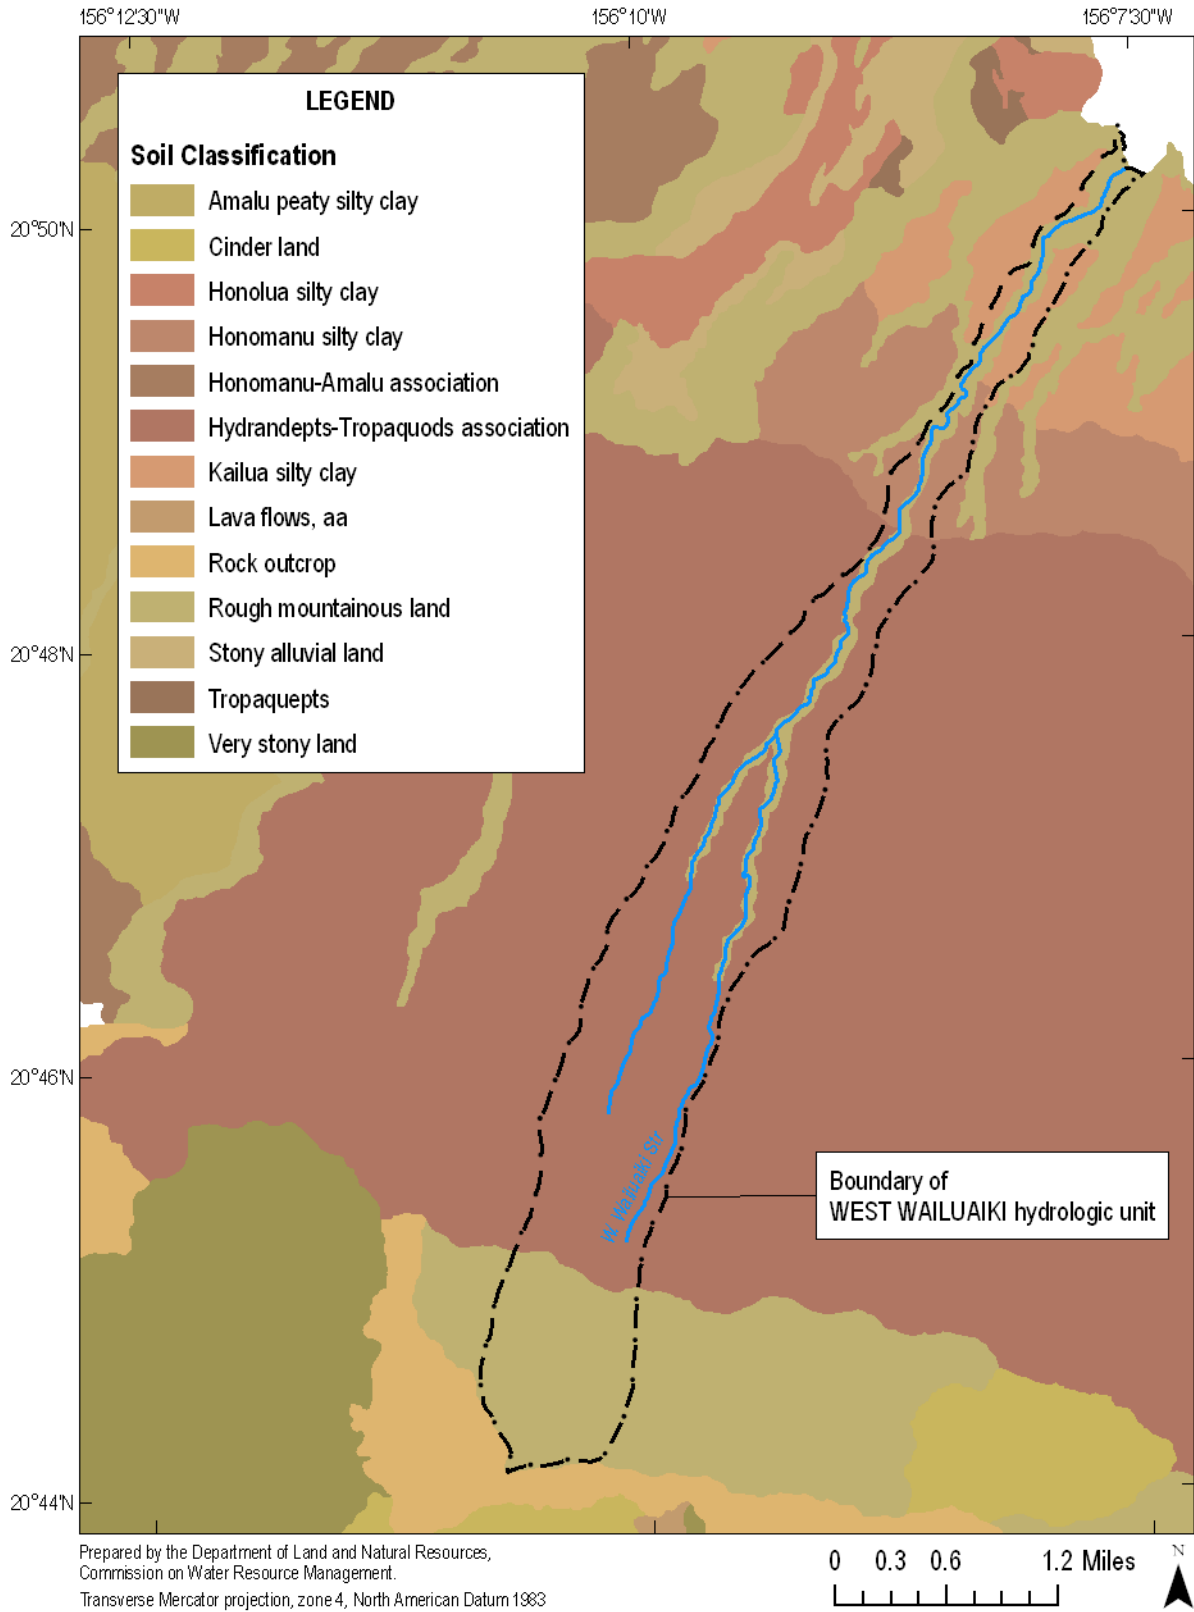 156°12'30"W
156°10'W
156°7'30"W
LEGEND
Soil Classification
Amalu peaty silty clay
Cinder land
Honolua silty clay
Honomanu silty clay
Honomanu-Amalu association
Hydrandepts-Tropaquods association
Kailua silty clay
Lava flows, aa
Rock outcrop
Rough mountainous land
Stony alluvial land
Tropaquepts
Very stony land
20°50'N
20°48'N
20°46'N
20°44'N
W. Wailuaiki Str
Boundary of
WEST WAILUAIKI hydrologic unit
Prepared by the Department of Land and Natural Resources,
Commission on Water Resource Management.
Transverse Mercator projection, zone 4, North American Datum 1983
0 0.3 0.6 1.2 Miles
N